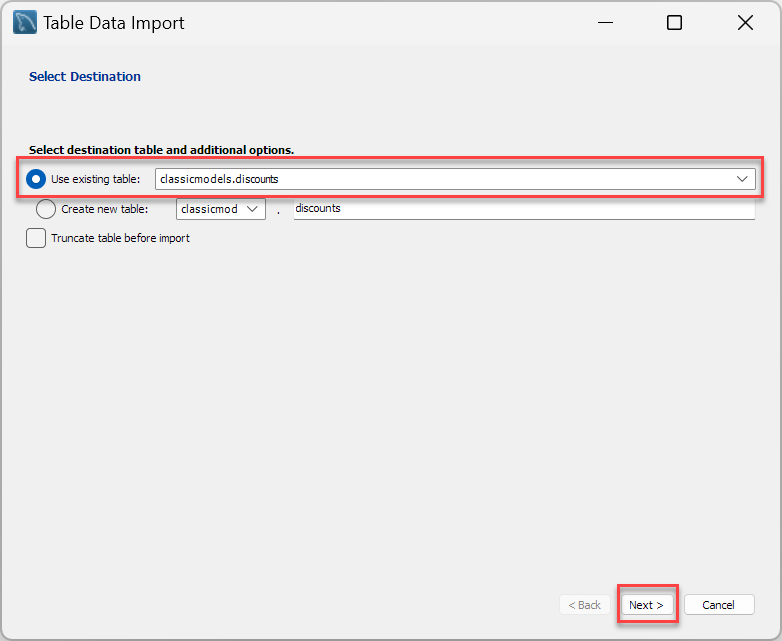 Table Data Import
Select Destination
Select destination table and additional options.
Use existing table: classicmodels.discounts
Create new table: classicmod . discounts
Truncate table before import
< Back Next > Cancel